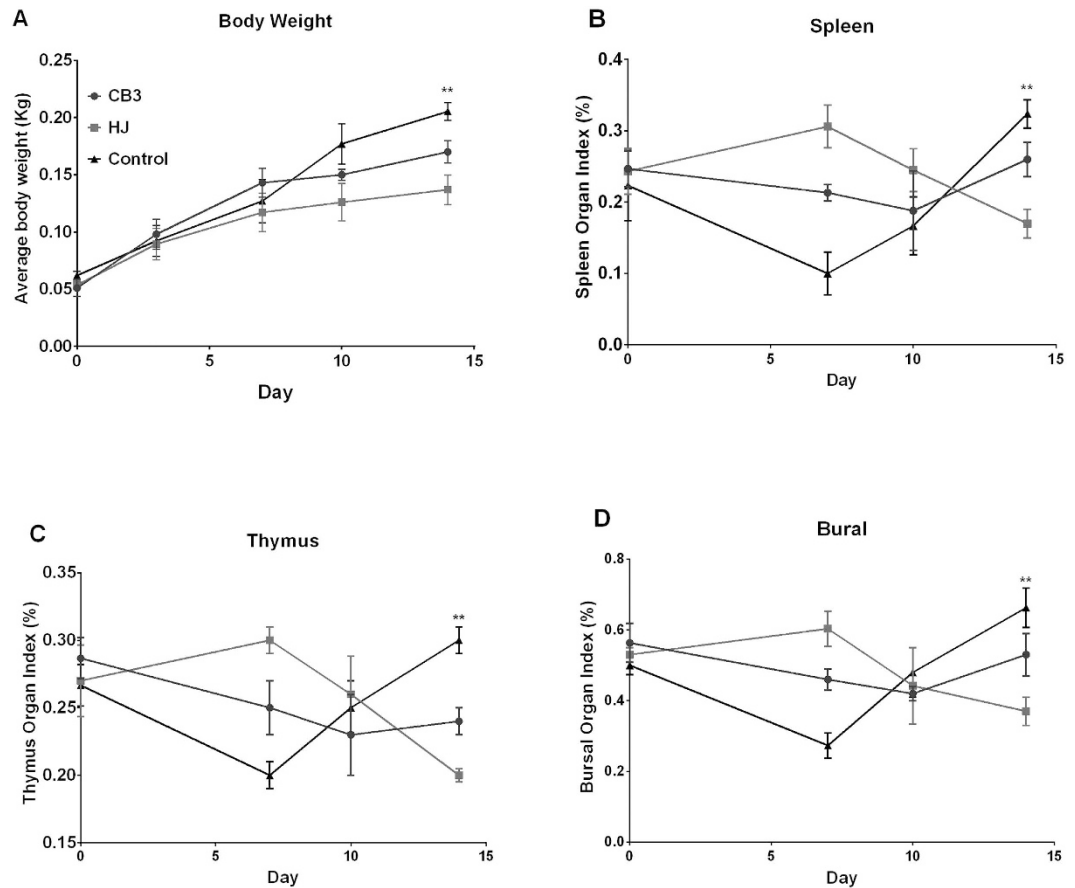 A
Body Weight
Average body weight (Kg)
0.25
0.20
0.15
0.10
0.05
0.00
CB3
HJ
Control
**
0
5
10
15
Day
B
Spleen
Spleen Organ Index (%)
0.4
0.3
0.2
0.1
0.0
**
0
5
10
15
Day
C
Thymus
Thymus Organ Index (%)
0.35
0.30
0.25
0.20
0.15
**
0
5
10
15
Day
D
Bural
Bursal Organ Index (%)
0.8
0.6
0.4
0.2
0.0
**
0
5
10
15
Day